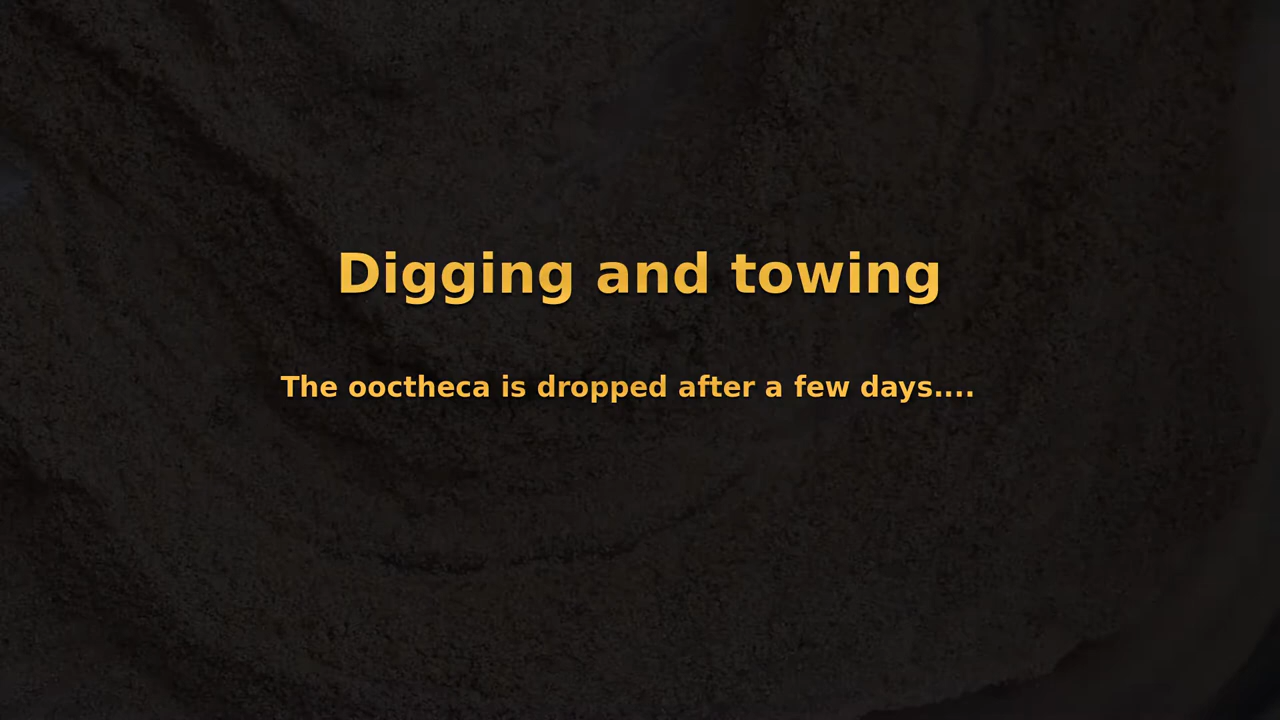 Digging and towing
The ooctheca is dropped after a few days....